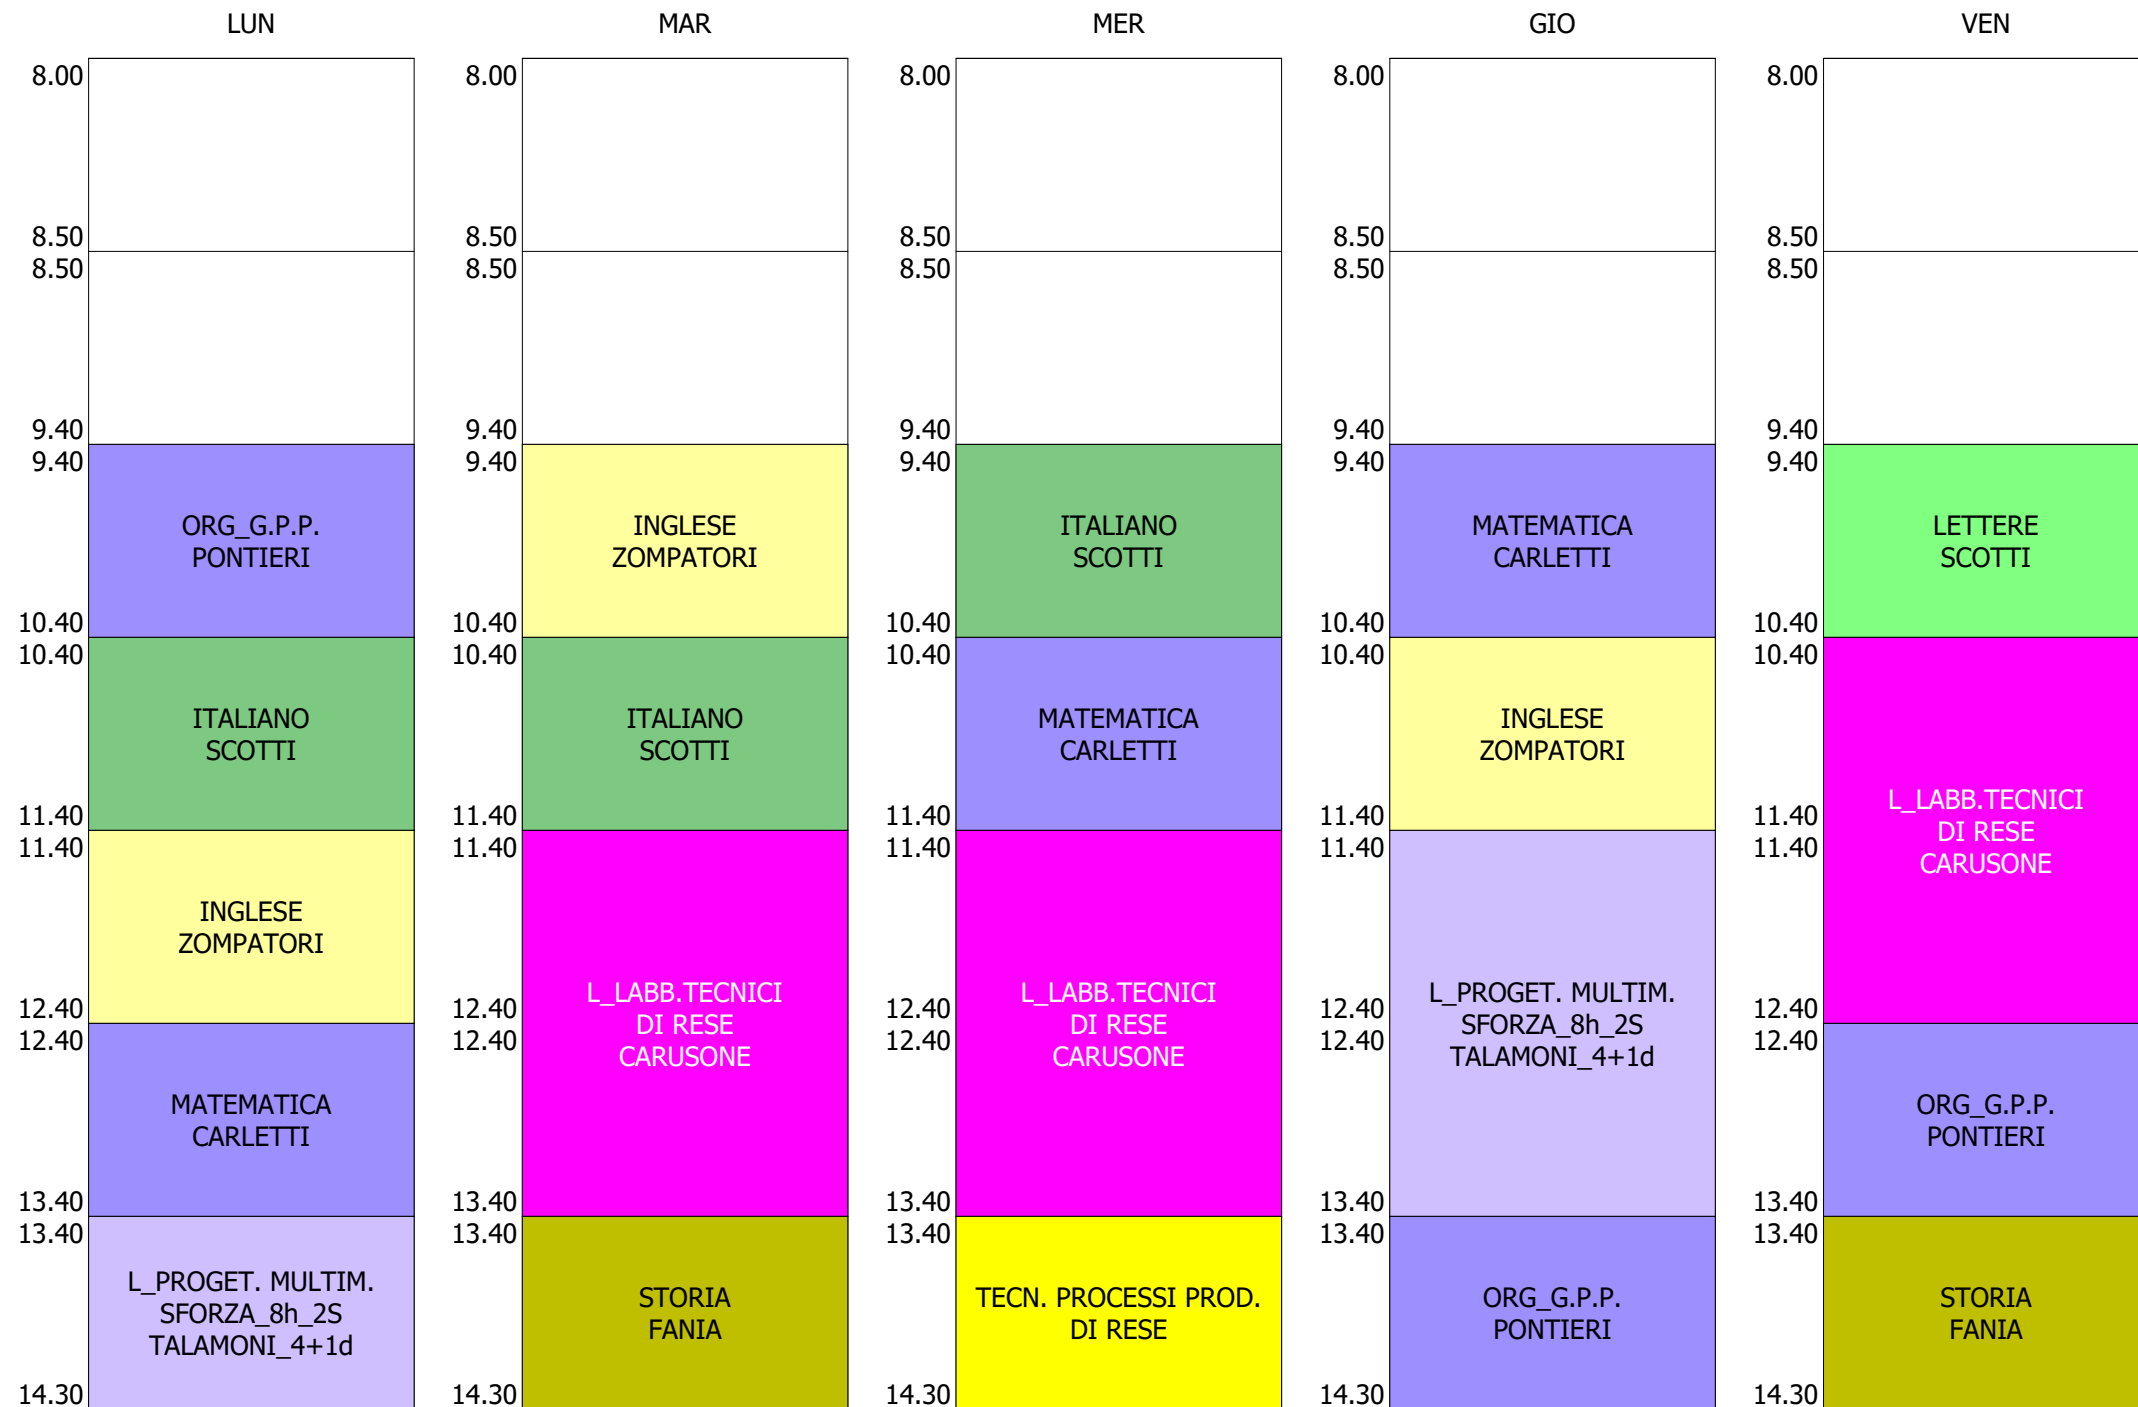 LUN
MAR
MER
GIO
VEN
8.00
8.50
8.50
9.40
9.40
ORG_G.P.P.
PONTIERI
10.40
10.40
ITALIANO
SCOTTI
11.40
11.40
INGLESE
ZOMPATORI
12.40
12.40
MATEMATICA
CARLETTI
13.40
13.40
L_PROGET. MULTIM.
SFORZA_8h_2S
TALAMONI_4+1d
14.30
8.00
8.50
8.50
9.40
9.40
INGLESE
ZOMPATORI
10.40
10.40
ITALIANO
SCOTTI
11.40
11.40
L_LABB.TECNICI
DI RESE
CARUSONE
12.40
12.40
13.40
13.40
STORIA
FANIA
14.30
8.00
8.50
8.50
9.40
9.40
ITALIANO
SCOTTI
10.40
10.40
MATEMATICA
CARLETTI
11.40
11.40
L_LABB.TECNICI
DI RESE
CARUSONE
12.40
12.40
13.40
13.40
TECN. PROCESSI PROD.
DI RESE
14.30
8.00
8.50
8.50
9.40
9.40
MATEMATICA
CARLETTI
10.40
10.40
INGLESE
ZOMPATORI
11.40
11.40
L_PROGET. MULTIM.
SFORZA_8h_2S
TALAMONI_4+1d
12.40
12.40
13.40
13.40
ORG_G.P.P.
PONTIERI
14.30
8.00
8.50
8.50
9.40
9.40
LETTERE
SCOTTI
10.40
10.40
L_LABB.TECNICI
DI RESE
CARUSONE
11.40
11.40
12.40
12.40
ORG_G.P.P.
PONTIERI
13.40
13.40
STORIA
FANIA
14.30